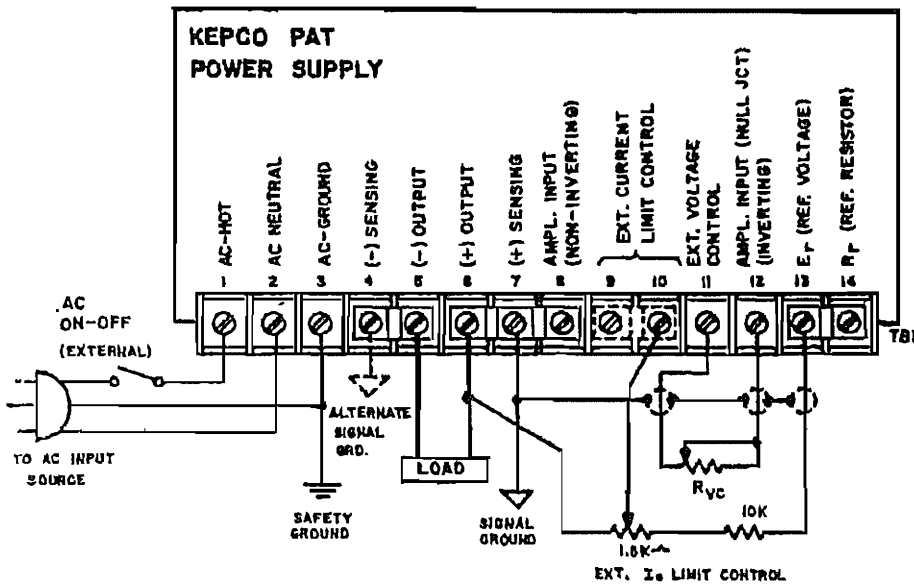 KEPCO PAT
POWER SUPPLY
AC-HOT
AC NEUTRAL
AC-GROUND
(-) SENSING
(-) OUTPUT
(+) OUTPUT
(+) SENSING
AMPL. INPUT
(NON-INVERTING)
EXT. CURRENT
LIMIT CONTROL
EXT. VOLTAGE
CONTROL
AMPL. INPUT (NULL JCT)
(INVERTING)
Er (REF. VOLTAGE)
Rr (REF. RESISTOR)
1 2 3 4 5 6 7 8 9 10 11 12 13 14
AC
ON-OFF
(EXTERNAL)
TO AC INPUT
SOURCE
ALTERNATE
SIGNAL
GRD.
LOAD
SAFETY
GROUND
SIGNAL
GROUND
RVC
10K
EXT. Io LIMIT CONTROL